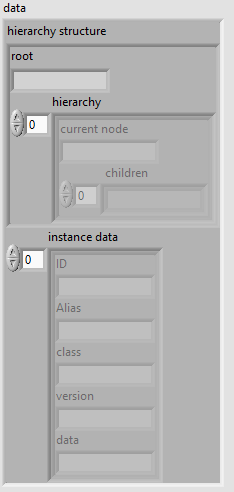 data
hierarchy structure
root
hierarchy
0
current node
children
0
instance data
0
ID
Alias
class
version
data